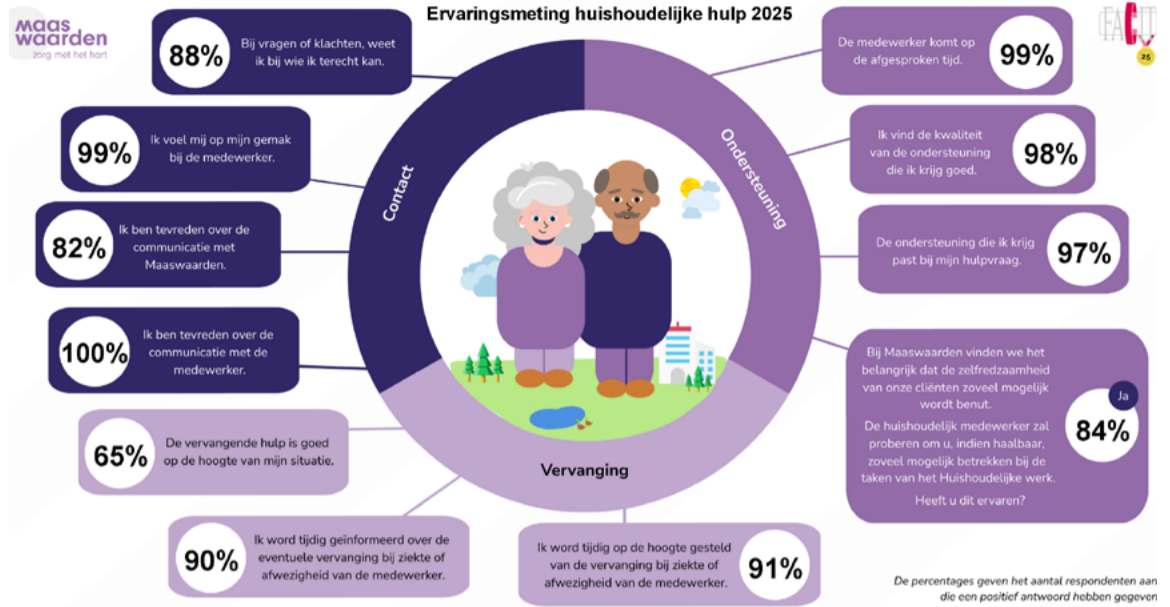 Ervaringsmeting huishoudelijke hulp 2025
maas
waarden
zorg met het hart
FACIT
25
88%
Bij vragen of klachten, weet
ik bij wie ik terecht kan.
99%
Ik voel mij op mijn gemak
bij de medewerker.
82%
Ik ben tevreden over de
communicatie met
Maaswaarden.
100%
Ik ben tevreden over de
communicatie met de
medewerker.
Contact
Ondersteuning
De medewerker komt op
de afgesproken tijd.
99%
Ik vind de kwaliteit
van de ondersteuning
die ik krijg goed.
98%
De ondersteuning die ik krijg
past bij mijn hulpvraag.
97%
Bij Maaswaarden vinden we het
belangrijk dat de zelfredzaamheid
van onze cliënten zoveel mogelijk
wordt benut.
De huishoudelijk medewerker zal
proberen om u, indien haalbaar,
zoveel mogelijk betrekken bij de
taken van het Huishoudelijke werk.
Heeft u dit ervaren?
Ja
84%
Vervanging
65%
De vervangende hulp is goed
op de hoogte van mijn situatie.
90%
Ik word tijdig geïnformeerd over de
eventuele vervanging bij ziekte of
afwezigheid van de medewerker.
Ik word tijdig op de hoogte gesteld
van de vervanging bij ziekte of
afwezigheid van de medewerker.
91%
De percentages geven het aantal respondenten aan
die een positief antwoord hebben gegeven